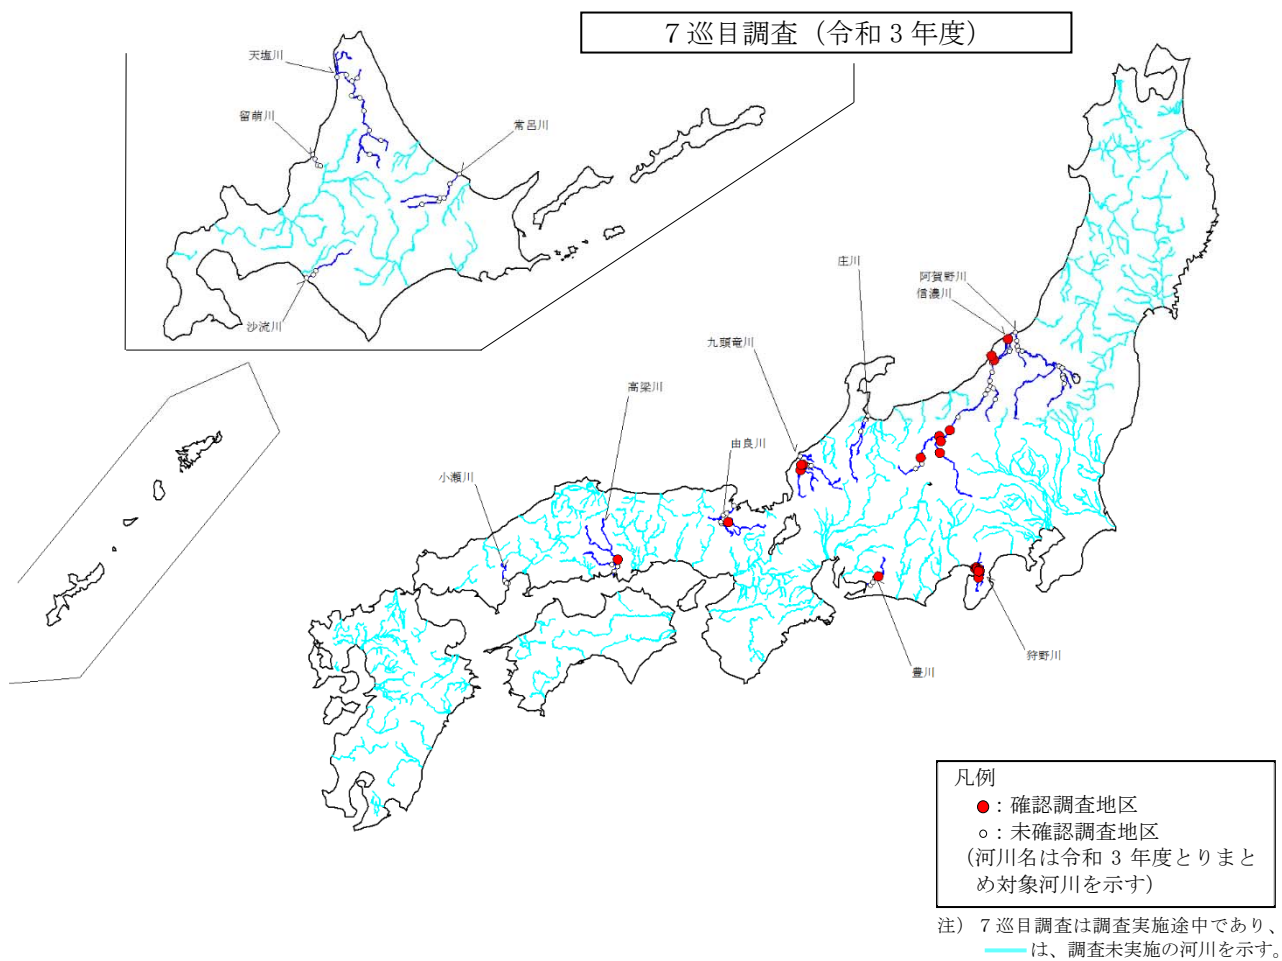 7巡目調査（令和3年度）
天塩川
留萌川
常呂川
沙流川
庄川
阿賀野川
信濃川
九頭竜川
高梁川
由良川
小瀬川
狩野川
豊川
凡例
：確認調査地区
：未確認調査地区
（河川名は令和 3 年度とりまと
め対象河川を示す）
注） 7巡目調査は調査実施途中であり、
は、調査未実施の河川を示す。